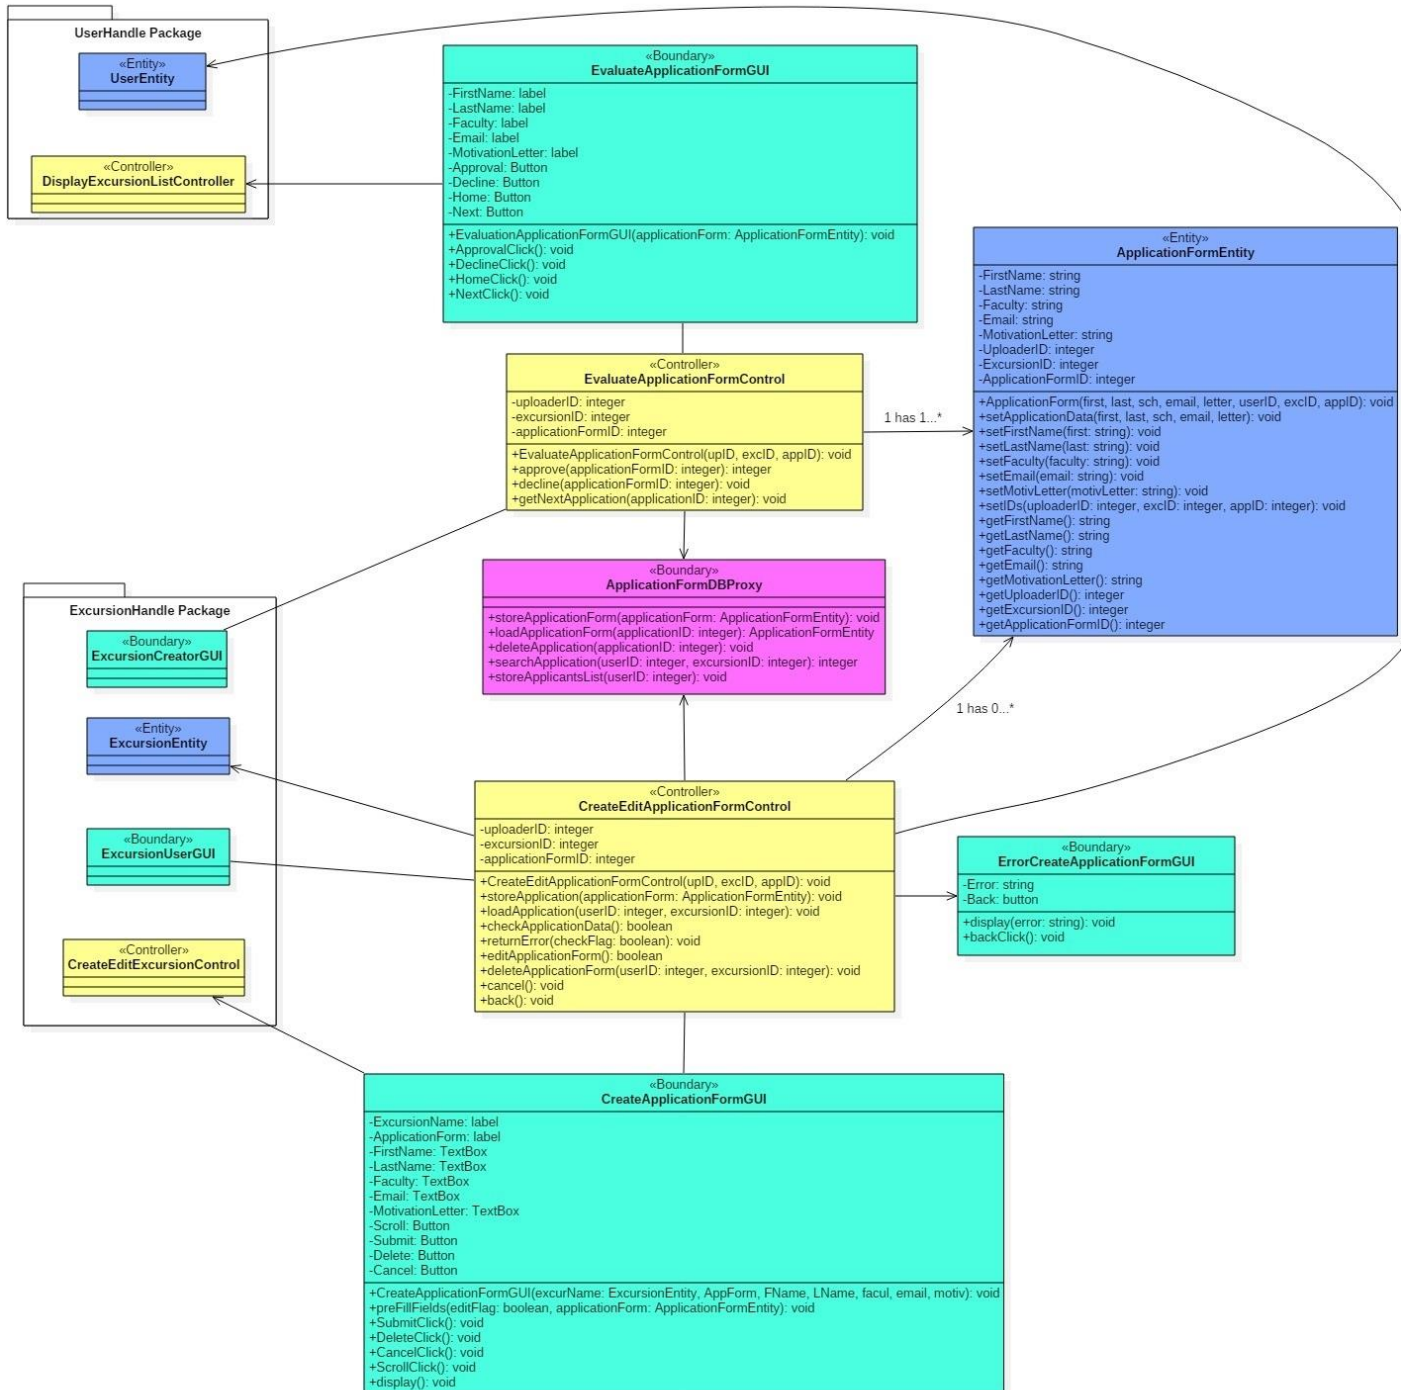 UserHandle Package
«Entity»
UserEntity
«Controller»
DisplayExcursionListController
«Boundary»
EvaluateApplicationFormGUI
-FirstName: label
-LastName: label
-Faculty: label
-Email: label
-MotivationLetter: label
-Approval: Button
-Decline: Button
-Home: Button
-Next: Button
+EvaluationApplicationFormGUI(applicationForm: ApplicationFormEntity): void
+ApprovalClick(): void
+DeclineClick(): void
+HomeClick(): void
+NextClick(): void
«Entity»
ApplicationFormEntity
-FirstName: string
-LastName: string
-Faculty: string
-Email: string
-MotivationLetter: string
-UploaderID: integer
-ExcursionID: integer
-ApplicationFormID: integer
+ApplicationForm(first, last, sch, email, letter, userID, excID, appID): void
+setApplicationData(first, last, sch, email, letter): void
+setFirstName(first: string): void
+setLastName(last: string): void
+setFaculty(faculty: string): void
+setEmail(email: string): void
+setMotivLetter(motivLetter: string): void
+setIDs(uploaderID: integer, excID: integer, appID: integer): void
+getFirstName(): string
+getLastName(): string
+getFaculty(): string
+getEmail(): string
+getMotivationLetter(): string
+getUploaderID(): integer
+getExcursionID(): integer
+getApplicationFormID(): integer
«Controller»
EvaluateApplicationFormControl
-uploaderID: integer
-excursionID: integer
-applicationFormID: integer
+EvaluateApplicationFormControl(upID, excID, appID): void
+approve(applicationFormID: integer): integer
+decline(applicationFormID: integer): void
+getNextApplication(applicationID: integer): void
1 has 1...*
«Boundary»
ApplicationFormDBProxy
+storeApplicationForm(applicationForm: ApplicationFormEntity): void
+loadApplicationForm(applicationID: integer): ApplicationFormEntity
+deleteApplication(applicationID: integer): void
+searchApplication(userID: integer, excursionID: integer): integer
+storeApplicantsList(userID: integer): void
1 has 0...*
ExcursionHandle Package
«Boundary»
ExcursionCreatorGUI
«Entity»
ExcursionEntity
«Boundary»
ExcursionUserGUI
«Controller»
CreateEditExcursionControl
«Controller»
CreateEditApplicationFormControl
-uploaderID: integer
-excursionID: integer
-applicationFormID: integer
+CreateEditApplicationFormControl(upID, excID, appID): void
+storeApplication(applicationForm: ApplicationFormEntity): void
+loadApplication(userID: integer, excursionID: integer): void
+checkApplicationData(): boolean
+returnError(checkFlag: boolean): void
+editApplicationForm(): boolean
+deleteApplicationForm(userID: integer, excursionID: integer): void
+cancel(): void
+back(): void
«Boundary»
ErrorCreateApplicationFormGUI
-Error: string
-Back: button
+display(error: string): void
+backClick(): void
«Boundary»
CreateApplicationFormGUI
-ExcursionName: label
-ApplicationForm: label
-FirstName: TextBox
-LastName: TextBox
-Faculty: TextBox
-Email: TextBox
-MotivationLetter: TextBox
-Scroll: Button
-Submit: Button
-Delete: Button
-Cancel: Button
+CreateApplicationFormGUI(excurName: ExcursionEntity, AppForm, FName, LName, facul, email, motiv): void
+preFillFields(editFlag: boolean, applicationForm: ApplicationFormEntity): void
+SubmitClick(): void
+DeleteClick(): void
+CancelClick(): void
+ScrollClick(): void
+display(): void